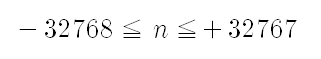 − 32768 ≦ n ≦ + 32767